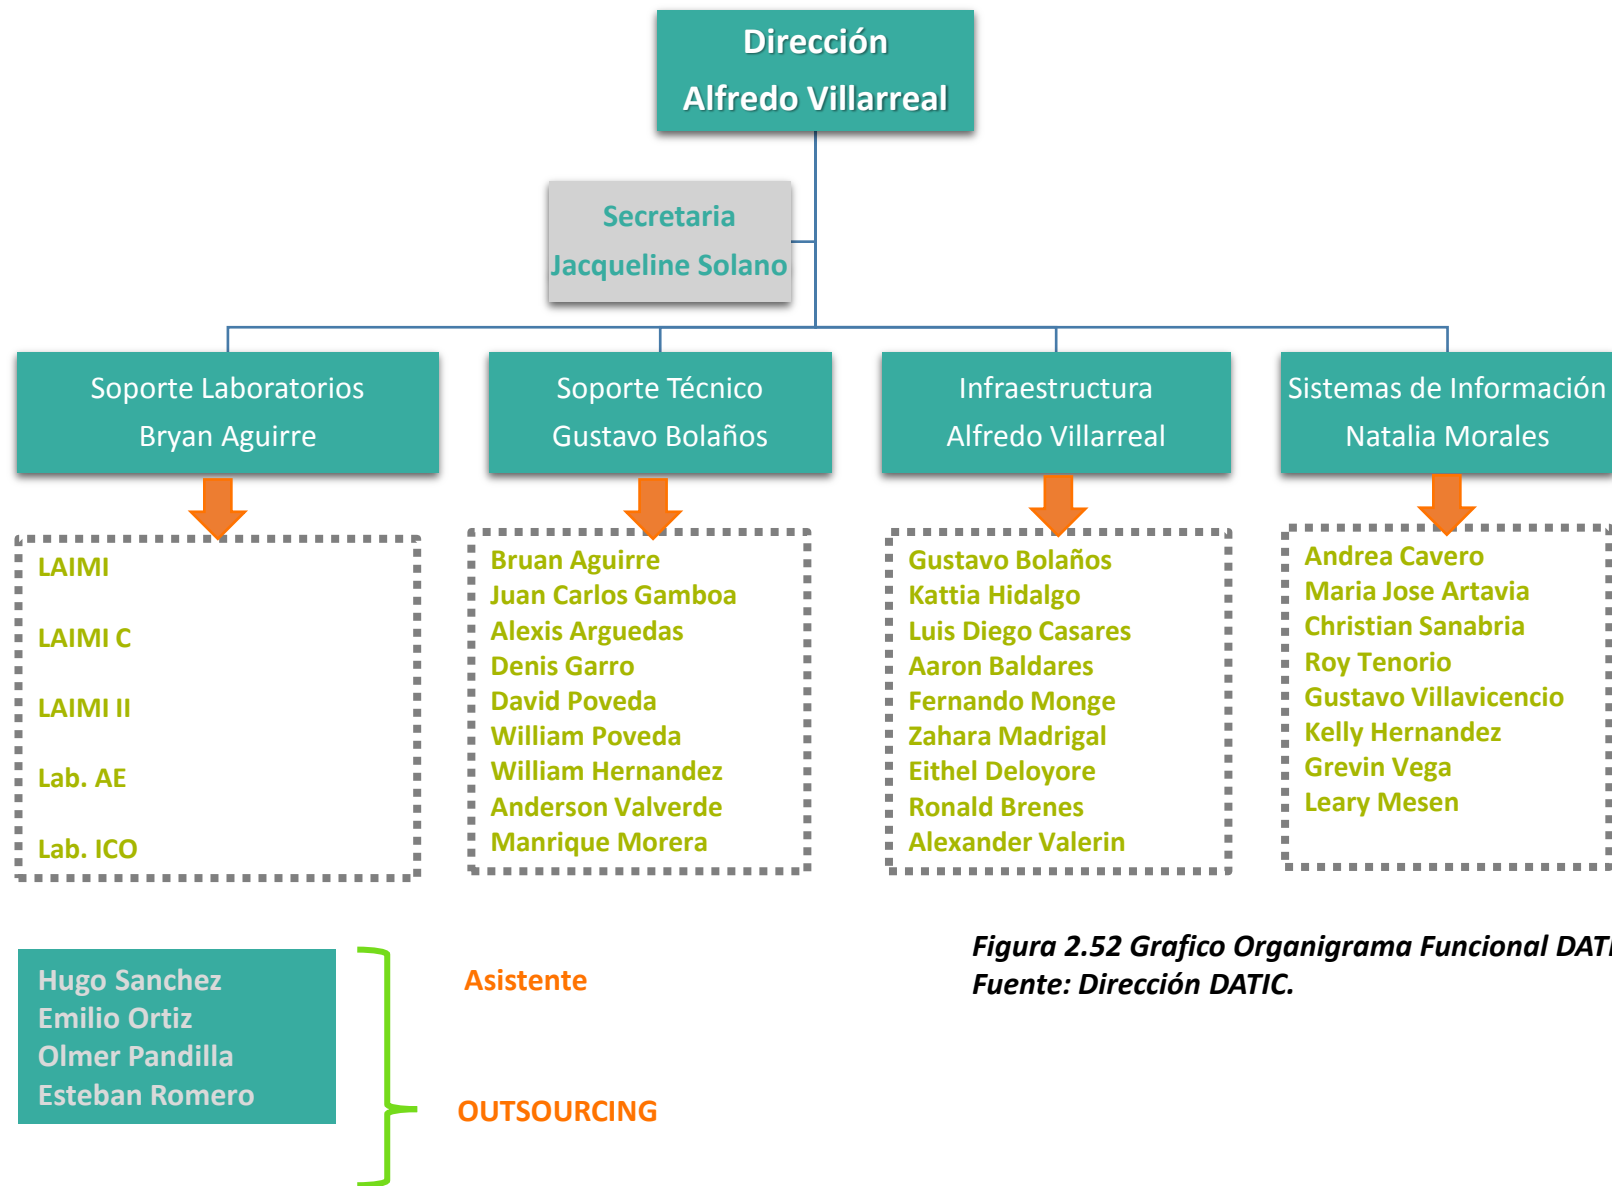 Dirección
Alfredo Villarreal
Secretaria
Jacqueline Solano
Soporte Laboratorios
Bryan Aguirre
Soporte Técnico
Gustavo Bolaños
Infraestructura
Alfredo Villarreal
Sistemas de Información
Natalia Morales
LAIMI
LAIMI C
LAIMI II
Lab. AE
Lab. ICO
Bruan Aguirre
Juan Carlos Gamboa
Alexis Arguedas
Denis Garro
David Poveda
William Poveda
William Hernandez
Anderson Valverde
Manrique Morera
Gustavo Bolaños
Kattia Hidalgo
Luis Diego Casares
Aaron Baldares
Fernando Monge
Zahara Madrigal
Eithel Deloyore
Ronald Brenes
Alexander Valerin
Andrea Cavero
Maria Jose Artavia
Christian Sanabria
Roy Tenorio
Gustavo Villavicencio
Kelly Hernandez
Grevin Vega
Leary Mesen
Hugo Sanchez
Emilio Ortiz
Olmer Pandilla
Esteban Romero
Asistente
OUTSOURCING
Figura 2.52 Grafico Organigrama Funcional DATI
Fuente: Dirección DATIC.